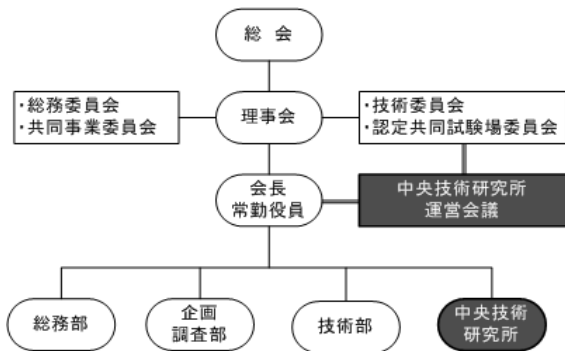 総 会
・総務委員会
・共同事業委員会
理事会
・技術委員会
・認定共同試験場委員会
会長
常勤役員
中央技術研究所
運営会議
総務部
企画
調査部
技術部
中央技術
研究所